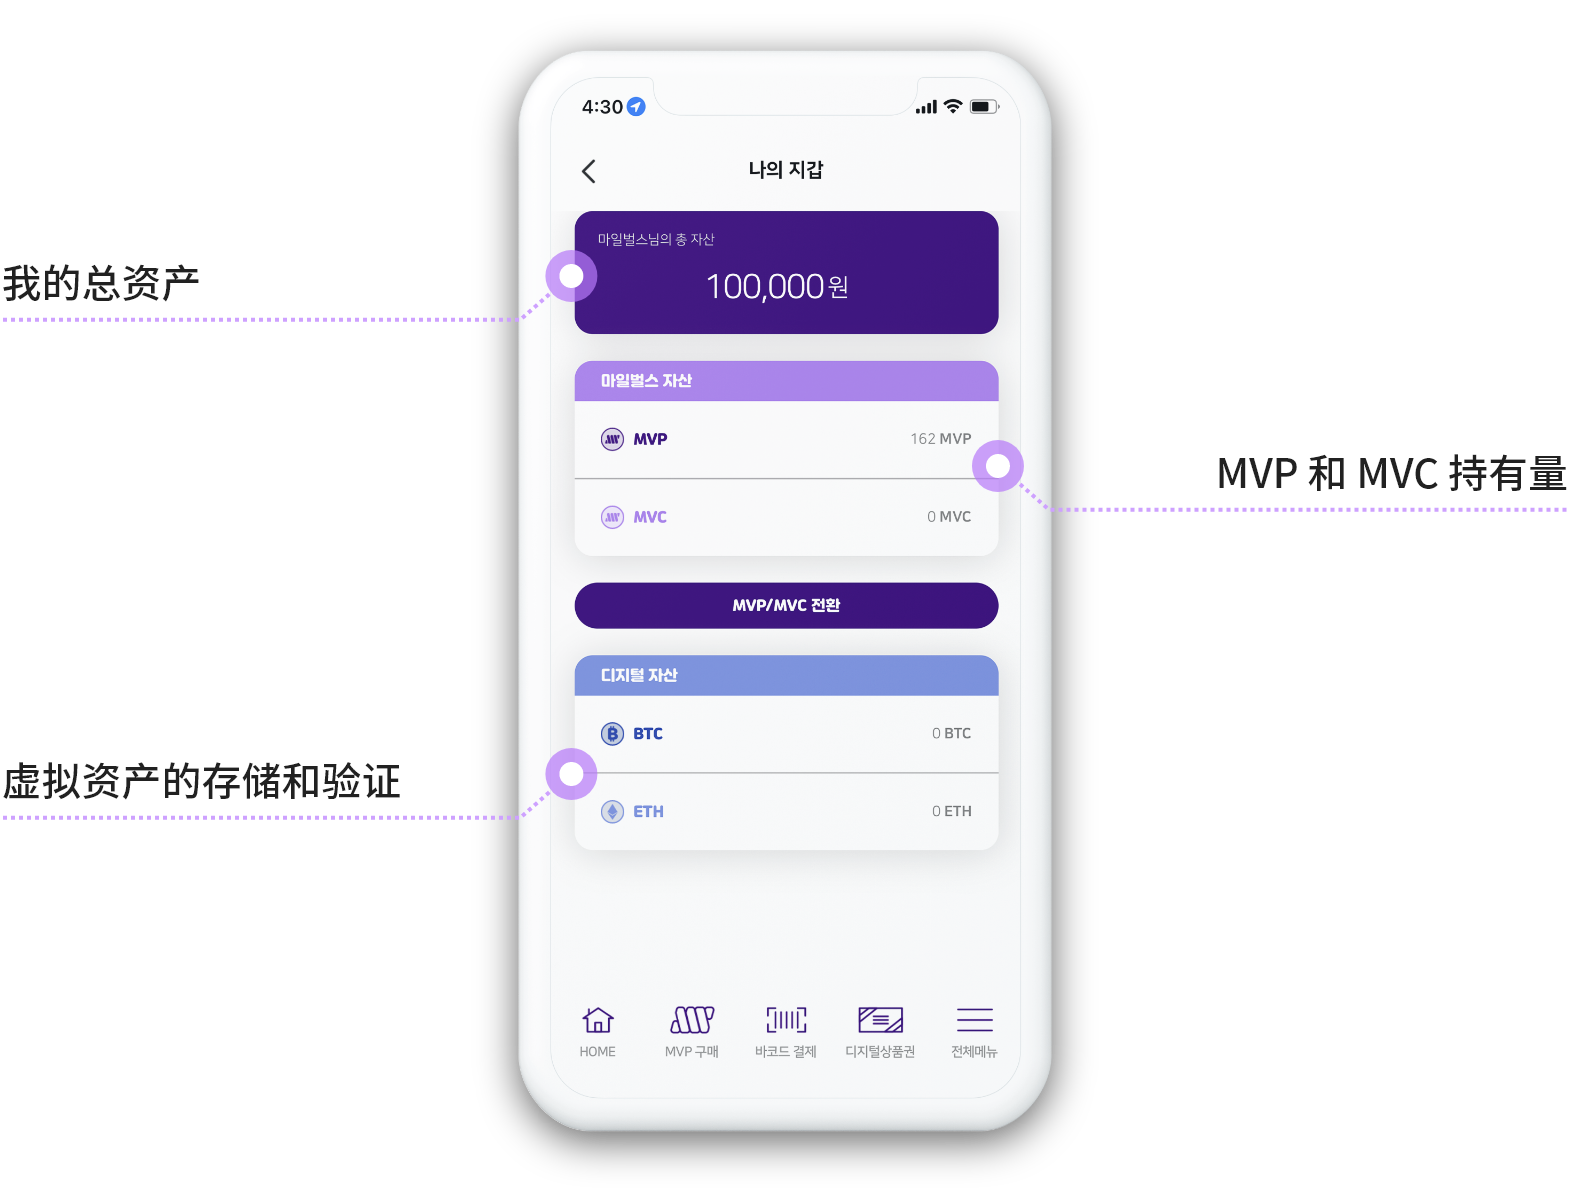 4:30
나의 지갑
마일벌스님의 총 자산
100,000 원
我的总资产
마일벌스 자산
MVP
162 MVP
MVP 和 MVC 持有量
MVC
0 MVC
MVP/MVC 전환
디지털 자산
BTC
0 BTC
虚拟资产的存储和验证
ETH
0 ETH
HOME
MVP 구매
바코드 결제
디지털상품권
전체메뉴